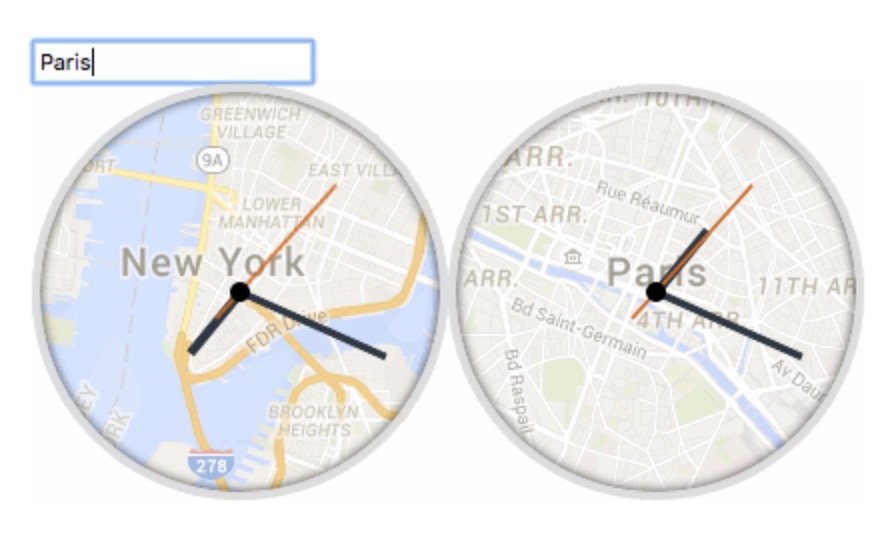 Paris
GREENWICH
VILLAGE
9A
EAST VILL
ORT
LOWER
MANHATTAN
New York
FDR Drive
BROOKLYN
HEIGHTS
278
EY
RK
10TH
ARR.
Rue Réaumur
1ST ARR.
Paris
ARR.
11TH AR
Bd Saint-Germain
4TH ARR.
Bd Raspail
Av Daum